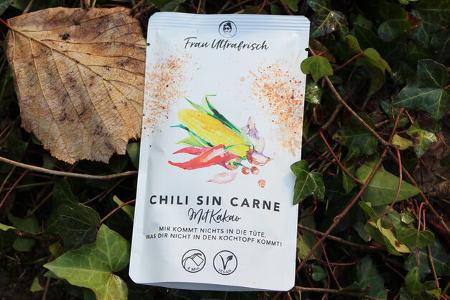 Frau Ultrafrisch
CHILI SIN CARNE
Mit Kakao
MIR KOMMT NICHTS IN DIE TÜTE,
WAS DIR NICHT IN DEN KOCHTOPF KOMMT!